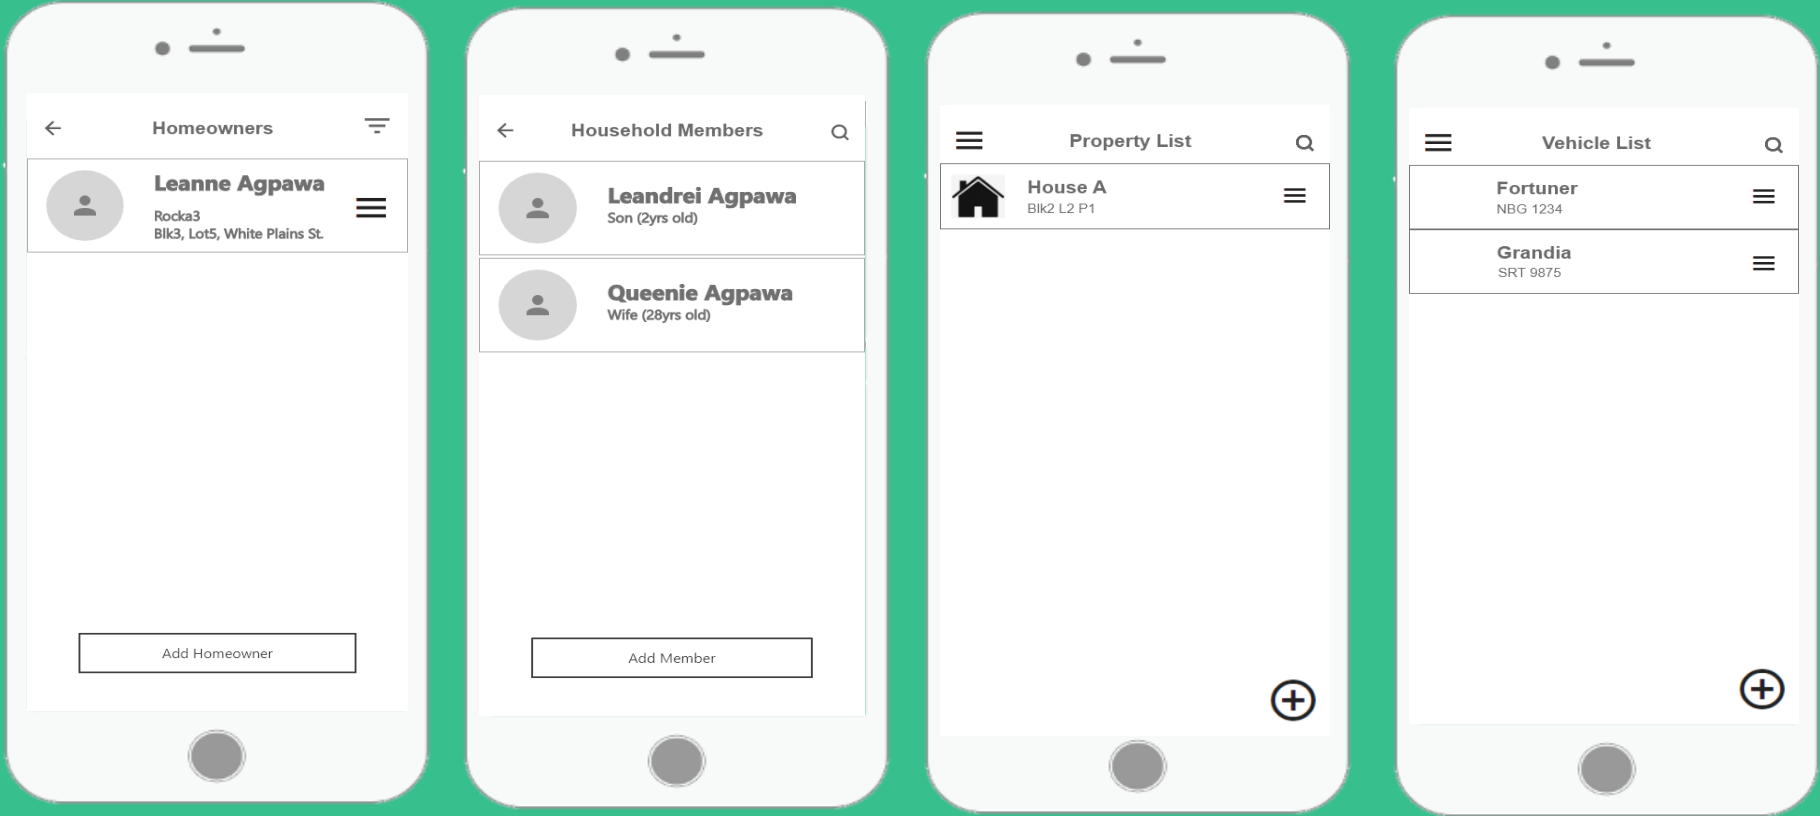 Homeowners
Leanne Agpawa
Rocka3
Blk3, Lot5, White Plains St.
Add Homeowner
Household Members
Leandrei Agpawa
Son (2yrs old)
Queenie Agpawa
Wife (28yrs old)
Add Member
Property List
House A
Blk2 L2 P1
Vehicle List
Fortuner
NBG 1234
Grandia
SRT 9875